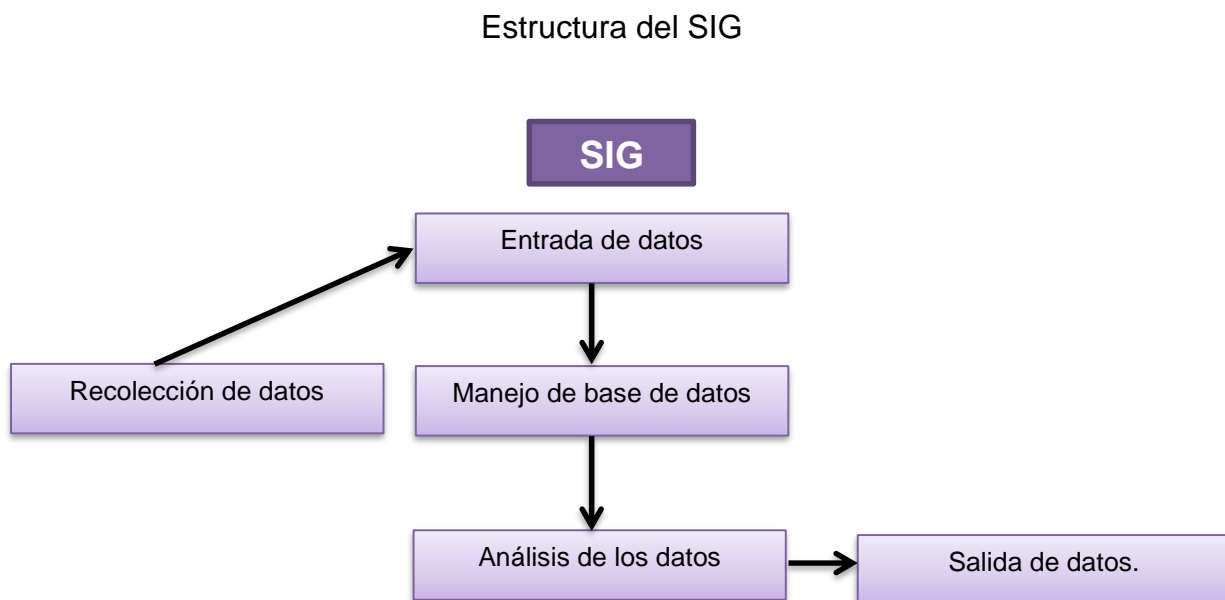 Estructura del SIG
SIG
Entrada de datos
Recolección de datos
Manejo de base de datos
Análisis de los datos
Salida de datos.